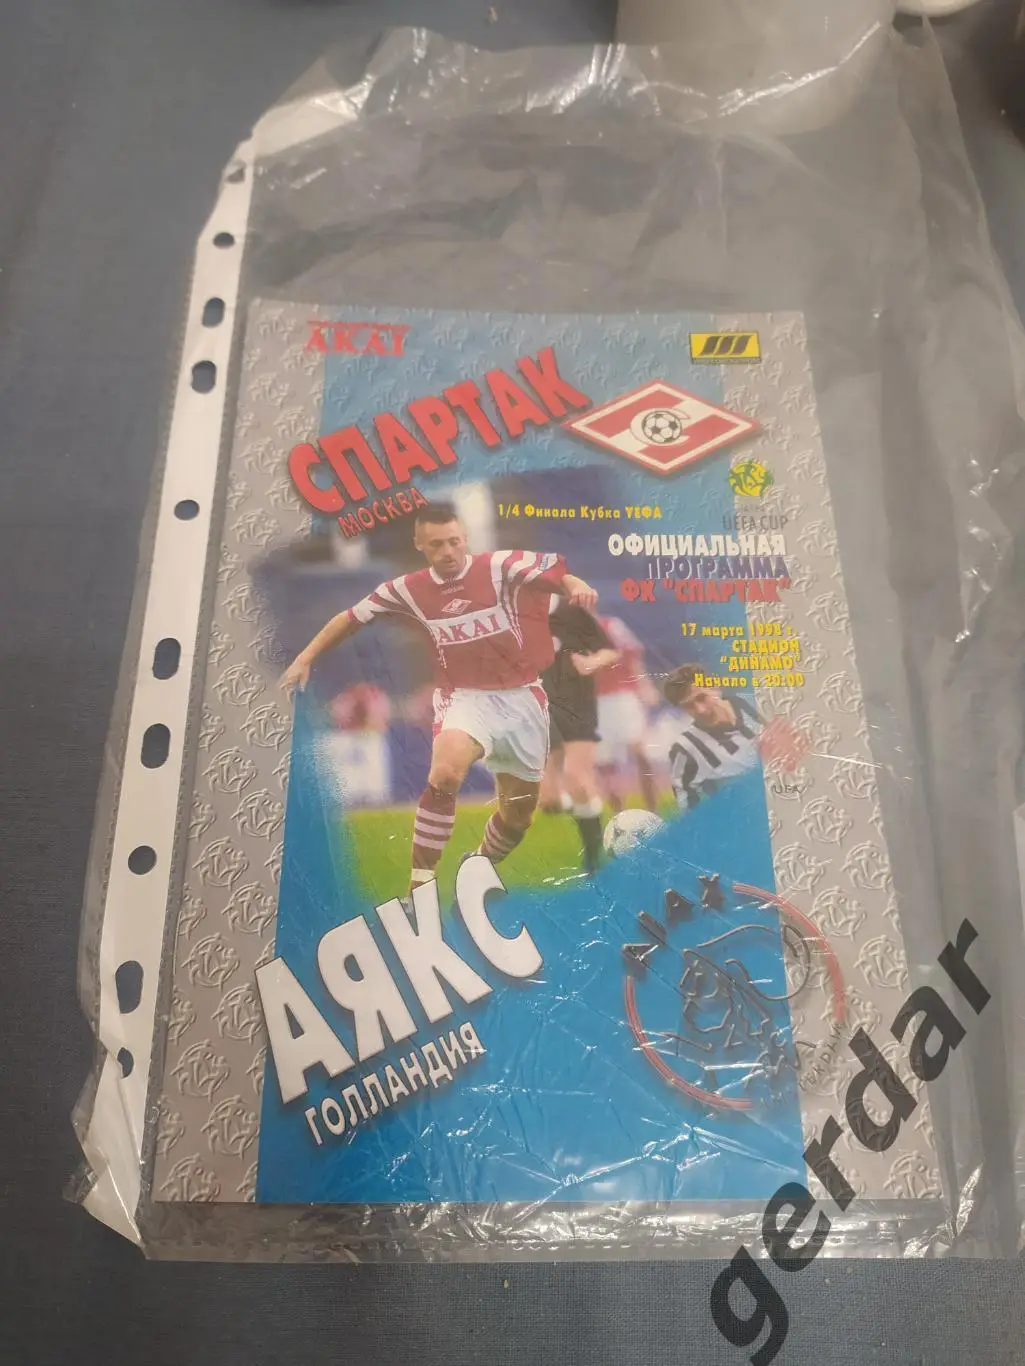 AKAI
СПАРТАК
МОСКВА
1/4 Финала Кубка УЕФА
UEFA CUP
ОФИЦИАЛЬНАЯ
ПРОГРАММА
ФК "СПАРТАК"
17 марта 1998 г.
СТАДИОН
"ДИНАМО"
Начало в 20:00
AKAI
АЯКС
ГОЛЛАНДИЯ
AJAX
gerdar